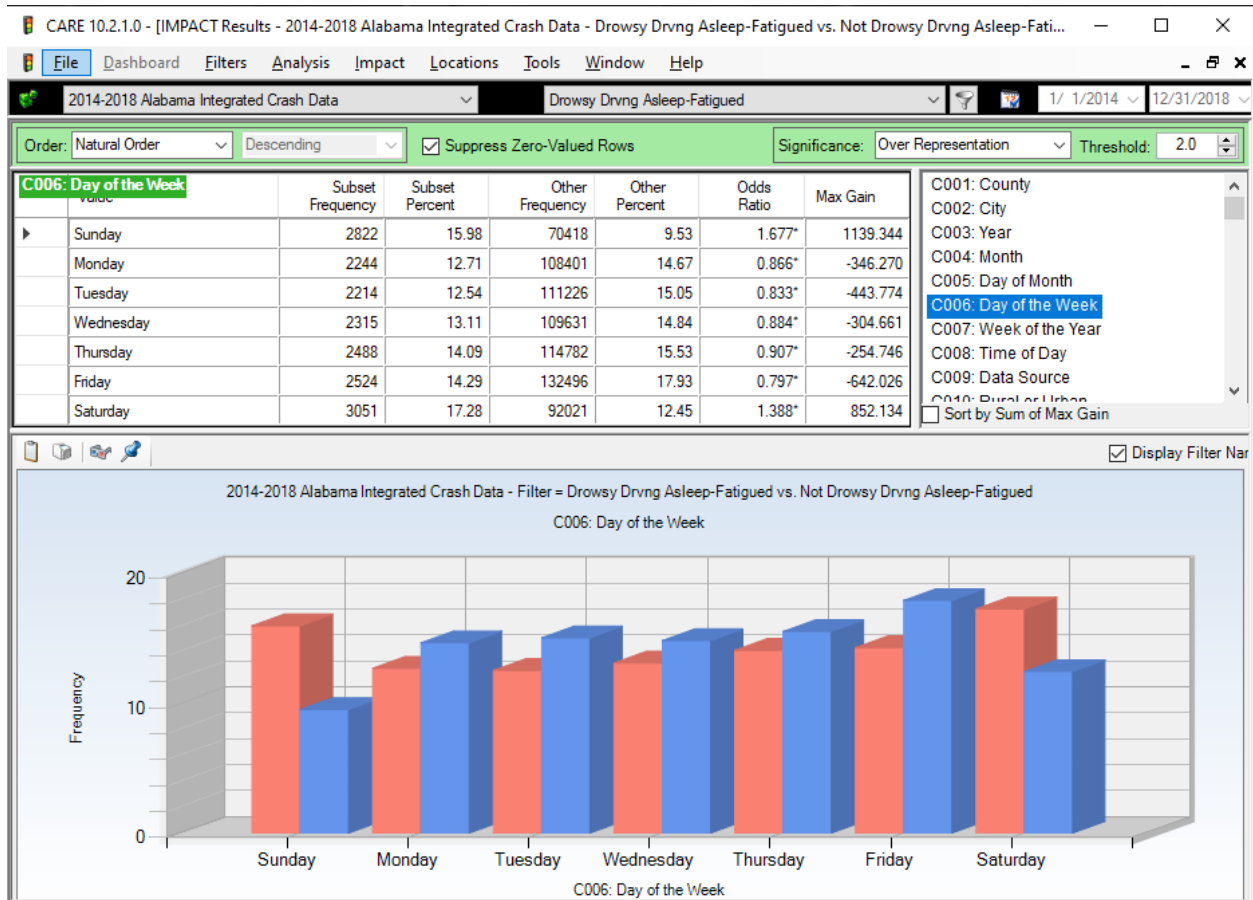 CARE 10.2.1.0 - [IMPACT Results - 2014-2018 Alabama Integrated Crash Data - Drowsy Drvng Asleep-Fatigued vs. Not Drowsy Drvng Asleep-Fati...
File Dashboard Filters Analysis Impact Locations Tools Window Help
2014-2018 Alabama Integrated Crash Data Drowsy Drvng Asleep-Fatigued 1/ 1/2014 12/31/2018
Order: Natural Order Descending Suppress Zero-Valued Rows Significance: Over Representation Threshold: 2.0
C006: Day of the Week
Value Subset Frequency Subset Percent Other Frequency Other Percent Odds Ratio Max Gain
Sunday 2822 15.98 70418 9.53 1.677* 1139.344
Monday 2244 12.71 108401 14.67 0.866* -346.270
Tuesday 2214 12.54 111226 15.05 0.833* -443.774
Wednesday 2315 13.11 109631 14.84 0.884* -304.661
Thursday 2488 14.09 114782 15.53 0.907* -254.746
Friday 2524 14.29 132496 17.93 0.797* -642.026
Saturday 3051 17.28 92021 12.45 1.388* 852.134
C001: County
C002: City
C003: Year
C004: Month
C005: Day of Month
C006: Day of the Week
C007: Week of the Year
C008: Time of Day
C009: Data Source
C010: Rural or Urban
Sort by Sum of Max Gain
Display Filter Nar
2014-2018 Alabama Integrated Crash Data - Filter = Drowsy Drvng Asleep-Fatigued vs. Not Drowsy Drvng Asleep-Fatigued
C006: Day of the Week
20
10
0
Frequency
Sunday Monday Tuesday Wednesday Thursday Friday Saturday
C006: Day of the Week